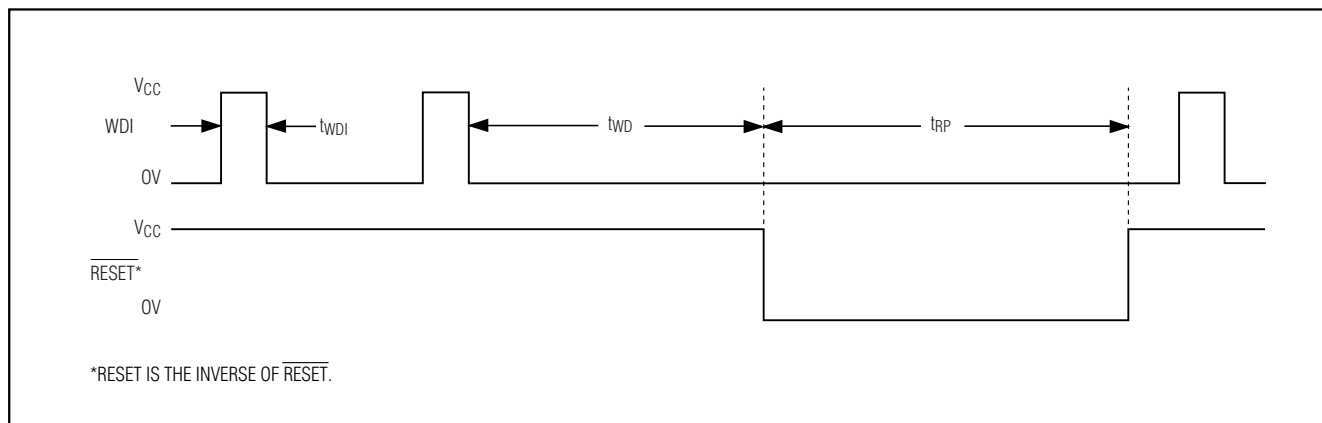 VCC
WDI
tWDI
tWD
tRP
0V
VCC
RESET*
0V
*RESET IS THE INVERSE OF RESET.